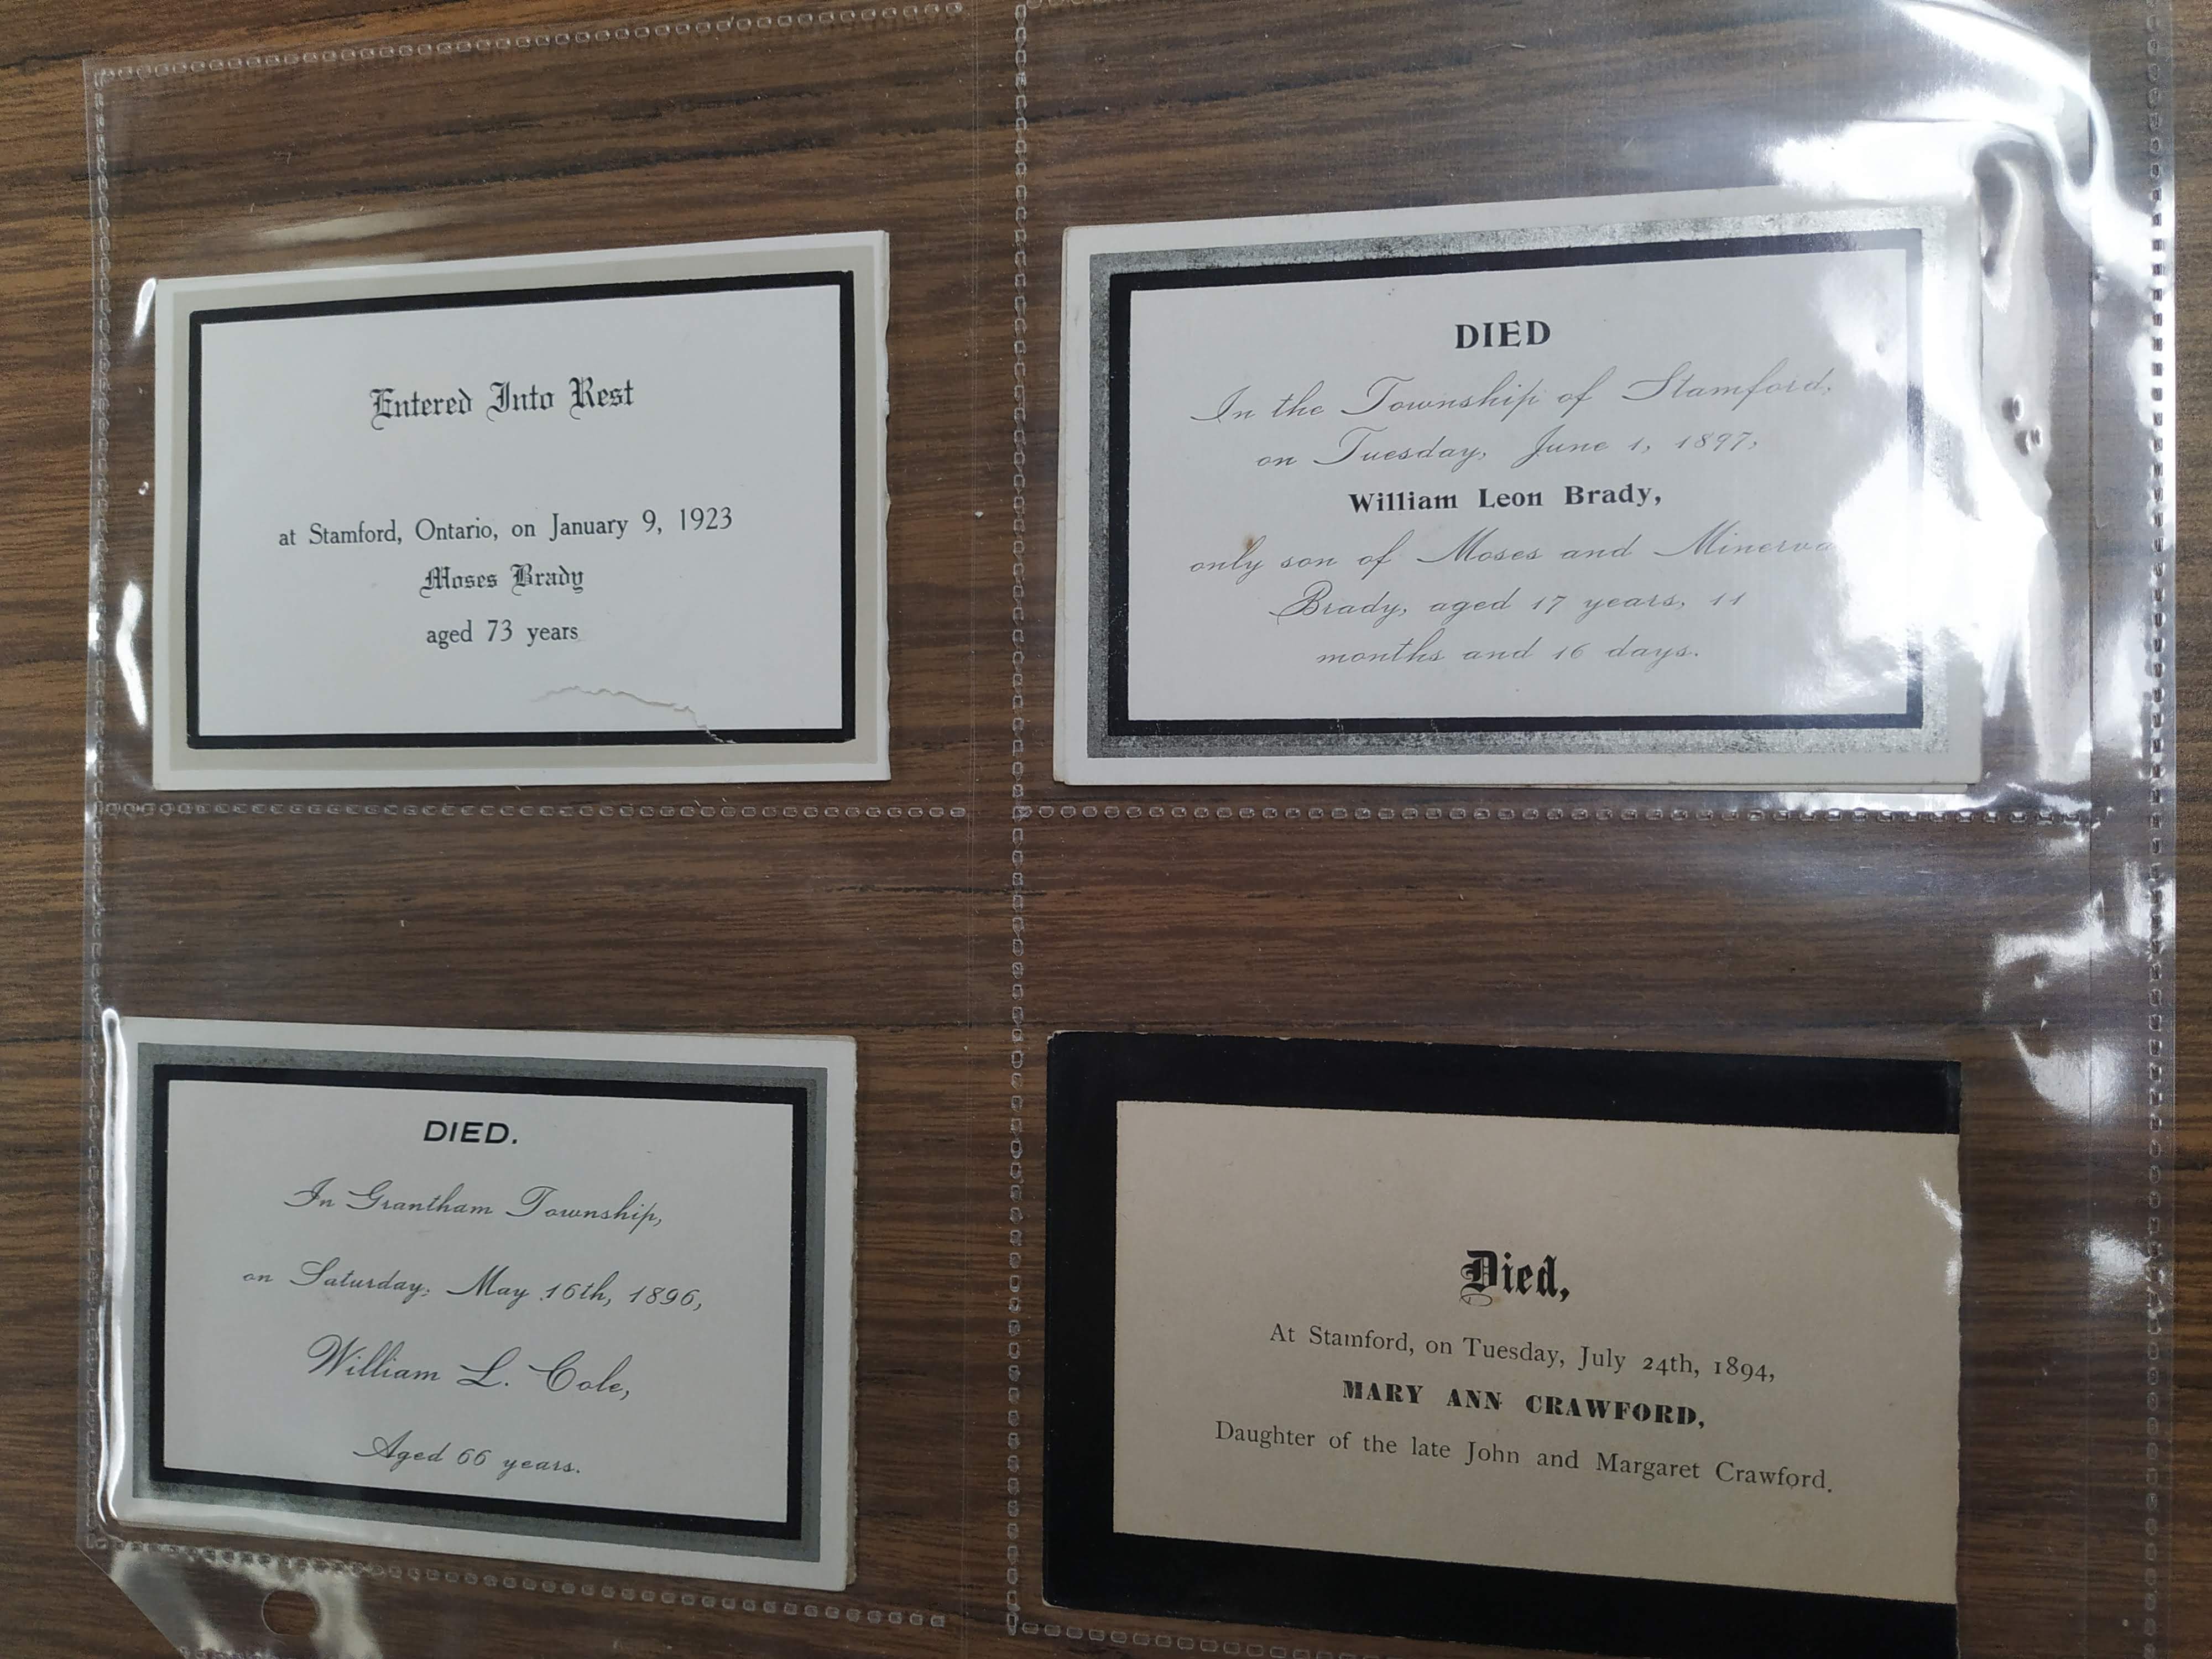 Entered Into Rest
at Stamford, Ontario, on January 9, 1923
Moses Brady
aged 73 years
DIED
In the Township of Stamford,
on Tuesday, June 1, 1897,
William Leon Brady,
only son of Moses and Minerva
Brady, aged 17 years, 11
months and 16 days.
DIED.
In Grantham Township,
on Saturday, May 16th, 1896,
William L. Cole,
Aged 66 years.
Died,
At Stamford, on Tuesday, July 24th, 1894,
MARY ANN CRAWFORD,
Daughter of the late John and Margaret Crawford.